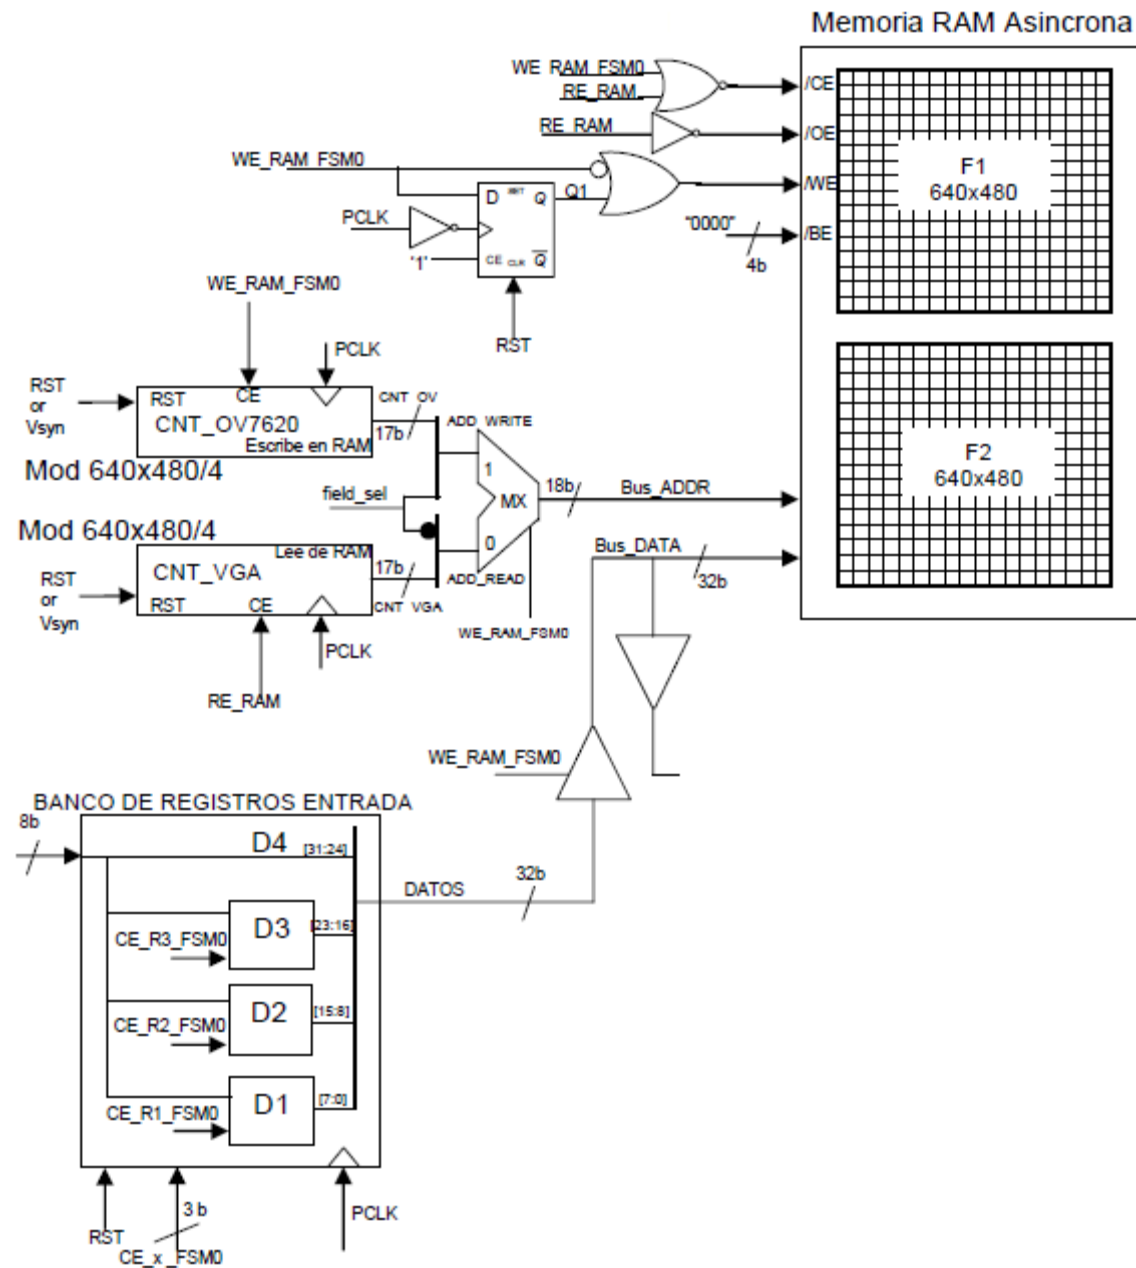 Memoria RAM Asincrona
WE_RAM_FSM0
RE_RAM
/CE
RE_RAM
/OE
F1
640x480
WE_RAM_FSM0
D SET Q
Q1
/WE
PCLK
"0000"
/BE
4b
'1'
CE CLR Q
WE_RAM_FSM0
RST
PCLK
RST
or
Vsyn
RST
CE
CNT_OV7620
Escribe en RAM
CNT_OV
17b
ADD_WRITE
F2
640x480
Mod 640x480/4
1
field_sel
MX
18b
Bus_ADDR
Mod 640x480/4
0
Lee de RAM
CNT_VGA
17b
ADD_READ
Bus_DATA
32b
RST
or
Vsyn
RST
CE
CNT_VGA
WE_RAM_FSM0
PCLK
RE_RAM
WE_RAM_FSM0
BANCO DE REGISTROS ENTRADA
8b
D4
[31:24]
32b
DATOS
D3
[23:16]
CE_R3_FSM0
D2
[15:8]
CE_R2_FSM0
D1
[7:0]
CE_R1_FSM0
3 b
PCLK
RST
CE_x_FSM0